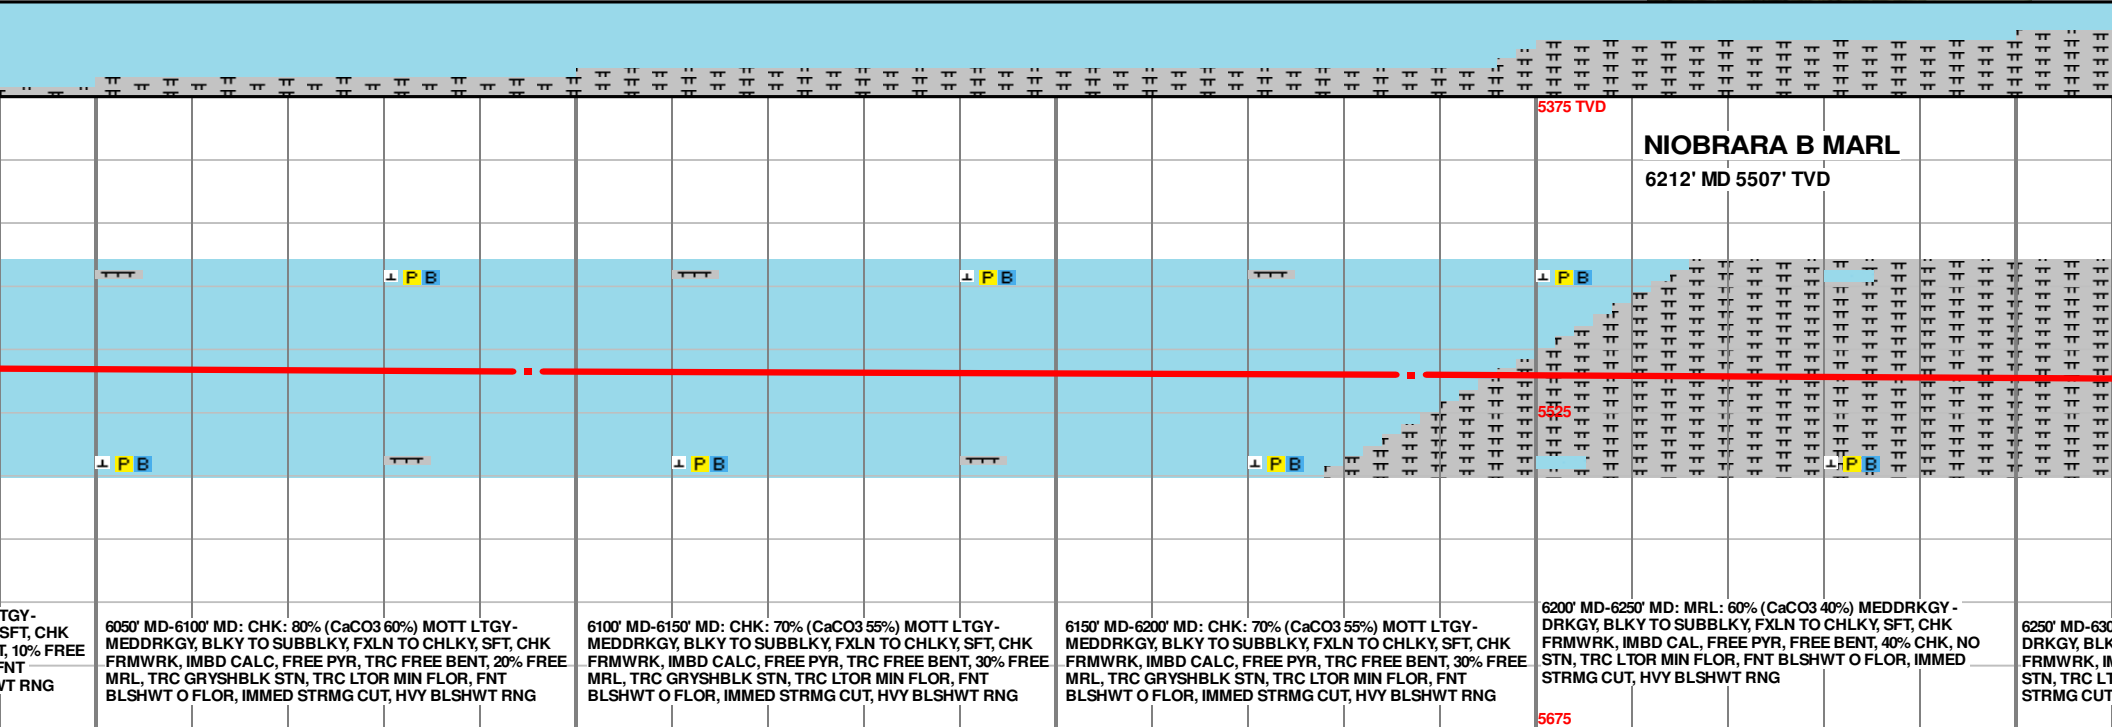 5375 TVD
NIOBRARA B MARL
6212' MD 5507' TVD
P B
P B
P B
5525
P B
P B
P B
P B
TGY-
SFT, CHK
T, 10% FREE
FNT
WT RNG
6050' MD-6100' MD: CHK: 80% (CaCO3 60%) MOTT LTGY-
MEDDRKGY, BLKY TO SUBBLKY, FXLN TO CHLKY, SFT, CHK
FRMWRK, IMBD CALC, FREE PYR, TRC FREE BENT, 20% FREE
MRL, TRC GRYSHBLK STN, TRC LTOR MIN FLOR, FNT
BLSHWT O FLOR, IMMED STRMG CUT, HVY BLSHWT RNG
6100' MD-6150' MD: CHK: 70% (CaCO3 55%) MOTT LTGY-
MEDDRKGY, BLKY TO SUBBLKY, FXLN TO CHLKY, SFT, CHK
FRMWRK, IMBD CALC, FREE PYR, TRC FREE BENT, 30% FREE
MRL, TRC GRYSHBLK STN, TRC LTOR MIN FLOR, FNT
BLSHWT O FLOR, IMMED STRMG CUT, HVY BLSHWT RNG
6150' MD-6200' MD: CHK: 70% (CaCO3 55%) MOTT LTGY-
MEDDRKGY, BLKY TO SUBBLKY, FXLN TO CHLKY, SFT, CHK
FRMWRK, IMBD CALC, FREE PYR, TRC FREE BENT, 30% FREE
MRL, TRC GRYSHBLK STN, TRC LTOR MIN FLOR, FNT
BLSHWT O FLOR, IMMED STRMG CUT, HVY BLSHWT RNG
6200' MD-6250' MD: MRL: 60% (CaCO3 40%) MEDDRKGY-
DRKGY, BLKY TO SUBBLKY, FXLN TO CHLKY, SFT, CHK
FRMWRK, IMBD CAL, FREE PYR, FREE BENT, 40% CHK, NO
STN, TRC LTOR MIN FLOR, FNT BLSHWT O FLOR, IMMED
STRMG CUT, HVY BLSHWT RNG
6250' MD-630
DRKGY, BLK
FRMWRK, IM
STN, TRC LT
STRMG CUT
5675